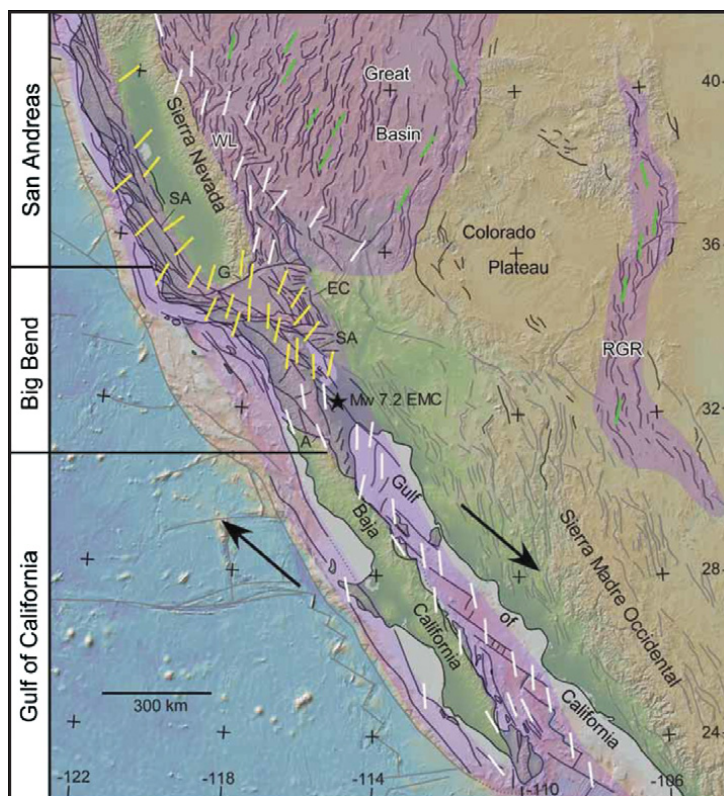 San Andreas
Big Bend
Gulf of California
Great
Basin
Sierra Nevada
WL
SA
G
EC
SA
Colorado
Plateau
RGR
Mw 7.2 EMC
A
Gulf
of
California
Baja
California
Sierra Madre Occidental
300 km
40
36
32
28
24
-122
-118
-114
-110
-106